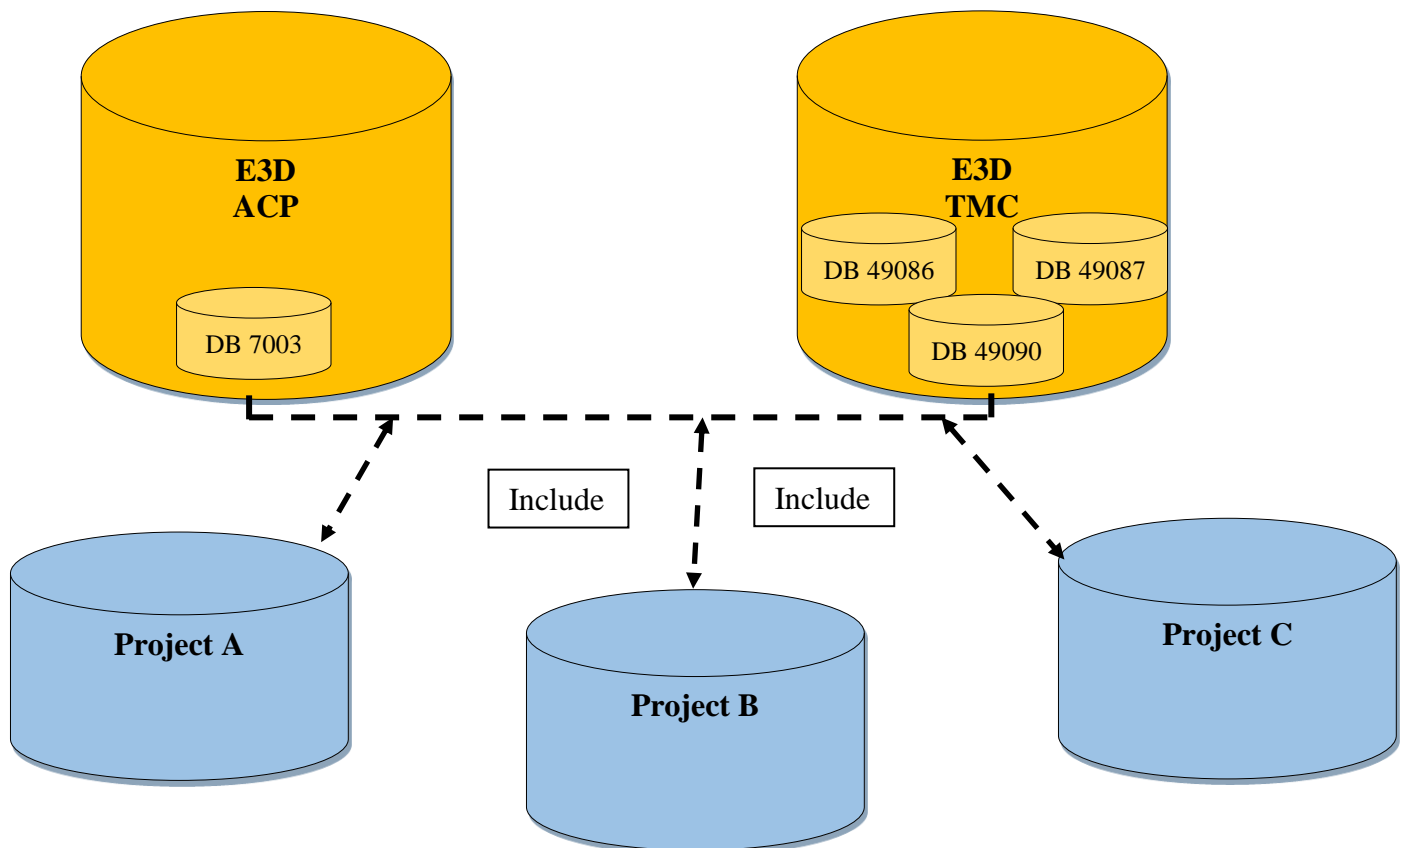 E3D
ACP
DB 7003
E3D
TMC
DB 49086
DB 49087
DB 49090
Include
Include
Project A
Project B
Project C